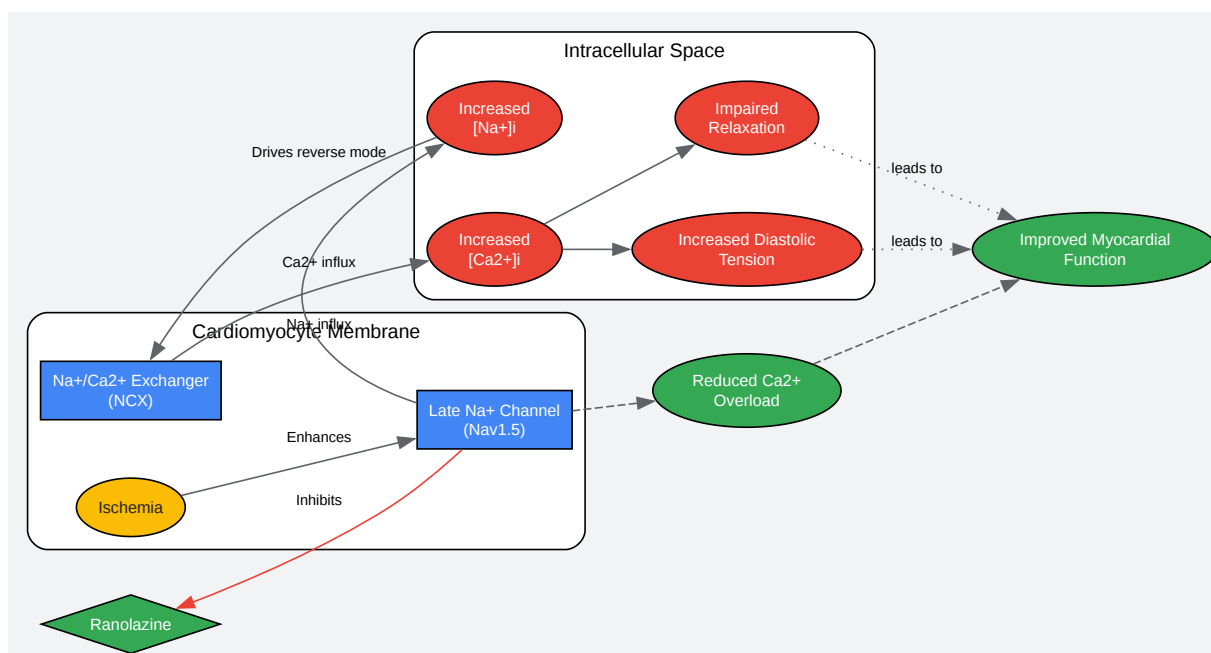 Intracellular Space
Increased
[Na+]i
Impaired
Relaxation
Drives reverse mode
leads to
Increased
[Ca2+]i
Increased Diastolic
Tension
leads to
Improved Myocardial
Function
Ca2+ influx
Na+ influx
Cardiomyocyte Membrane
Na+/Ca2+ Exchanger
(NCX)
Late Na+ Channel
(Nav1.5)
Reduced Ca2+
Overload
Enhances
Ischemia
Inhibits
Ranolazine